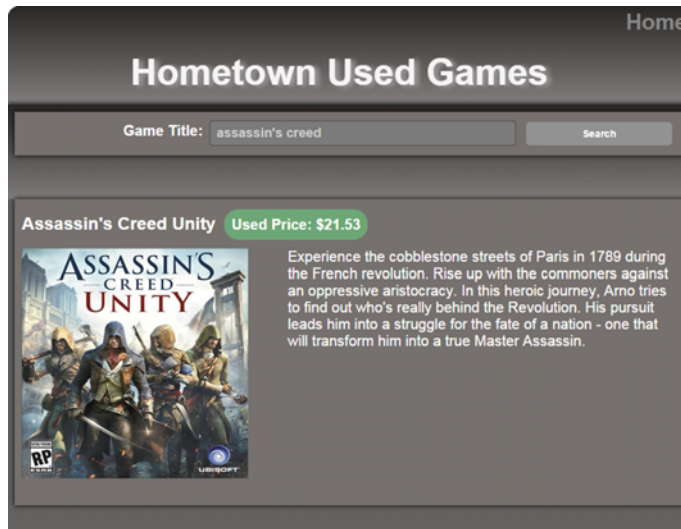 Home
Hometown Used Games
Game Title: assassin's creed Search
Assassin's Creed Unity Used Price: $21.53
ASSASSIN'S
CREED
UNITY
RP
UBISOFT
Experience the cobblestone streets of Paris in 1789 during
the French revolution. Rise up with the commoners against
an oppressive aristocracy. In this heroic journey, Arno tries
to find out who's really behind the Revolution. His pursuit
leads him into a struggle for the fate of a nation - one that
will transform him into a true Master Assassin.